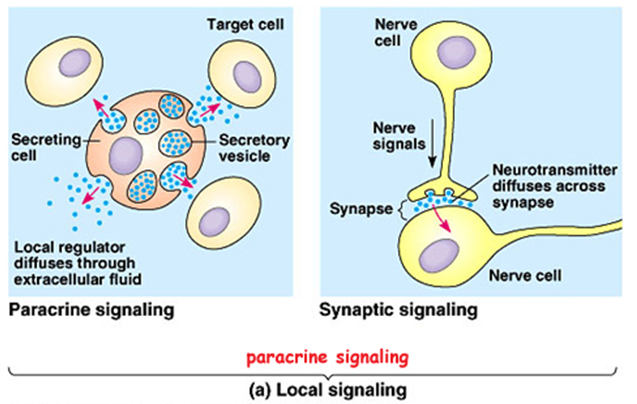 Target cell
Secreting
cell
Secretory
vesicle
Local regulator
diffuses through
extracellular fluid
Paracrine signaling
Nerve
cell
Nerve
signals
Neurotransmitter
diffuses across
synapse
Synapse
Nerve cell
Synaptic signaling
paracrine signaling
(a) Local signaling